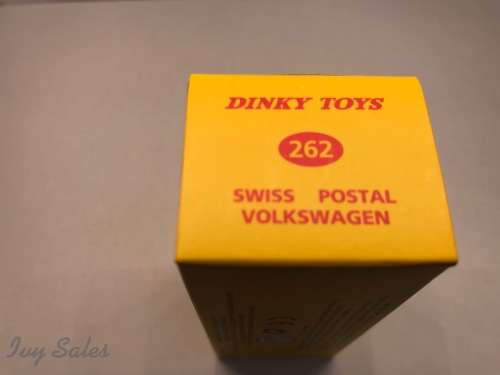 DINKY TOYS
262
SWISS POSTAL
VOLKSWAGEN
Ivy Sales